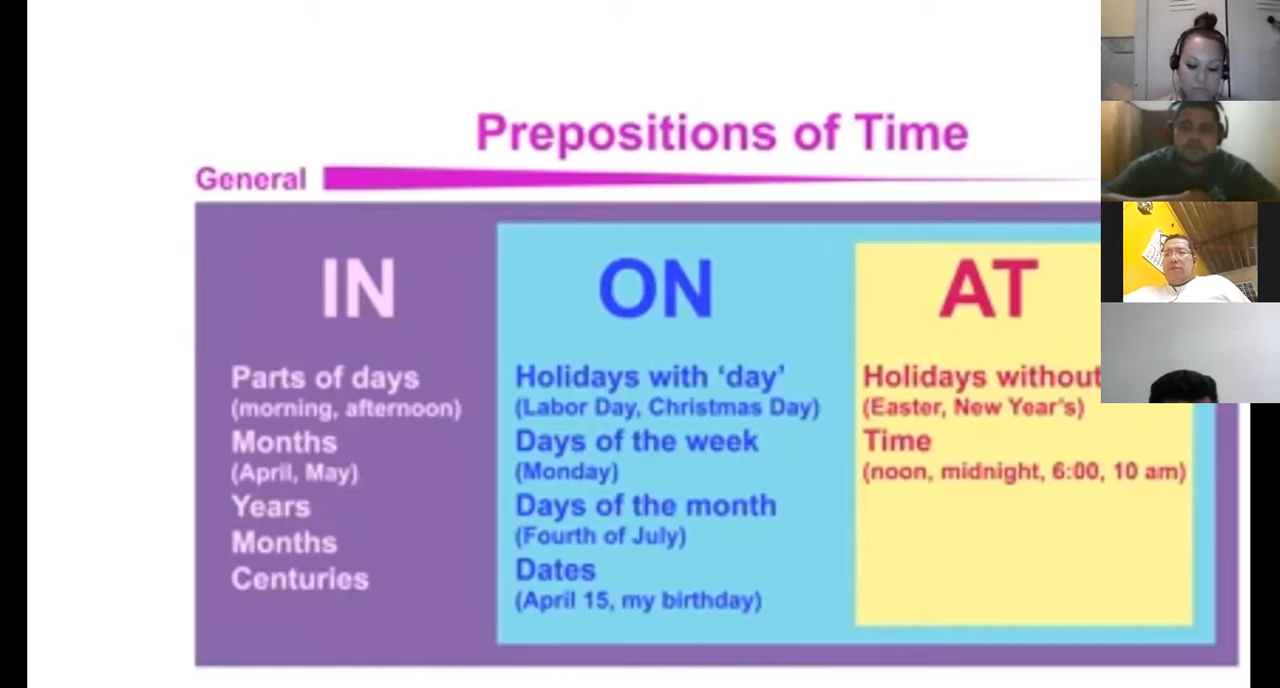 Prepositions of Time
General
IN
Parts of days
(morning, afternoon)
Months
(April, May)
Years
Months
Centuries
ON
Holidays with ‘day’
(Labor Day, Christmas Day)
Days of the week
(Monday)
Days of the month
(Fourth of July)
Dates
(April 15, my birthday)
AT
Holidays without
(Easter, New Year’s)
Time
(noon, midnight, 6:00, 10 am)